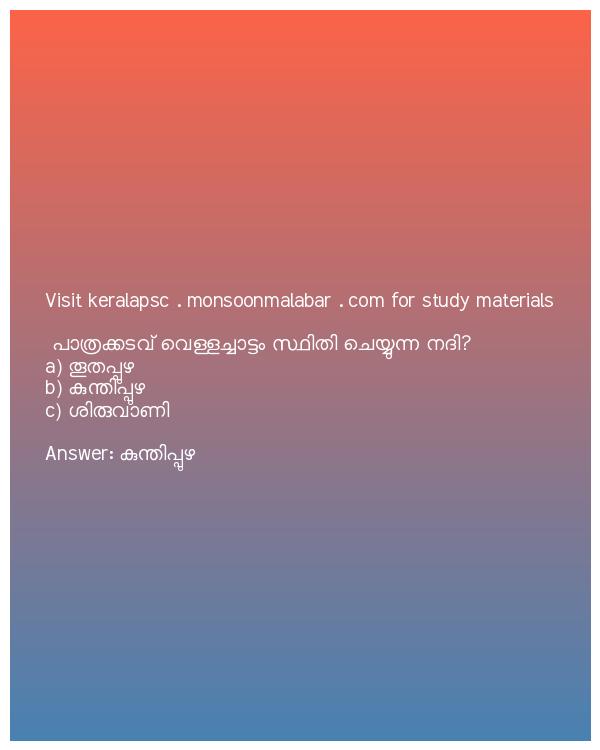 Visit keralapsc . monsoonmalabar . com for study materials
പാത്രക്കടവ് വെള്ളച്ചാട്ടം സ്ഥിതി ചെയ്യുന്ന നദി?
a) തൂതപ്പുഴ
b) കുന്തിപ്പുഴ
c) ശിരുവാണി
Answer: കുന്തിപ്പുഴ